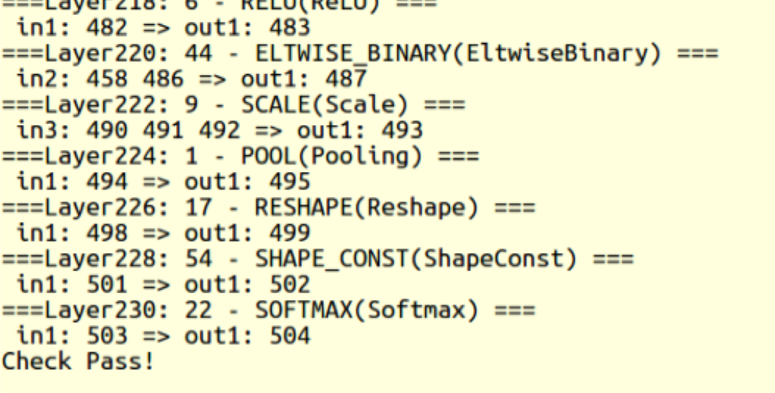 ===Layer218: 6 - RELU(ReLU) ===
 in1: 482 => out1: 483
===Layer220: 44 - ELTWISE_BINARY(EltwiseBinary) ===
 in2: 458 486 => out1: 487
===Layer222: 9 - SCALE(Scale) ===
 in3: 490 491 492 => out1: 493
===Layer224: 1 - POOL(Pooling) ===
 in1: 494 => out1: 495
===Layer226: 17 - RESHAPE(Reshape) ===
 in1: 498 => out1: 499
===Layer228: 54 - SHAPE_CONST(ShapeConst) ===
 in1: 501 => out1: 502
===Layer230: 22 - SOFTMAX(Softmax) ===
 in1: 503 => out1: 504
Check Pass!